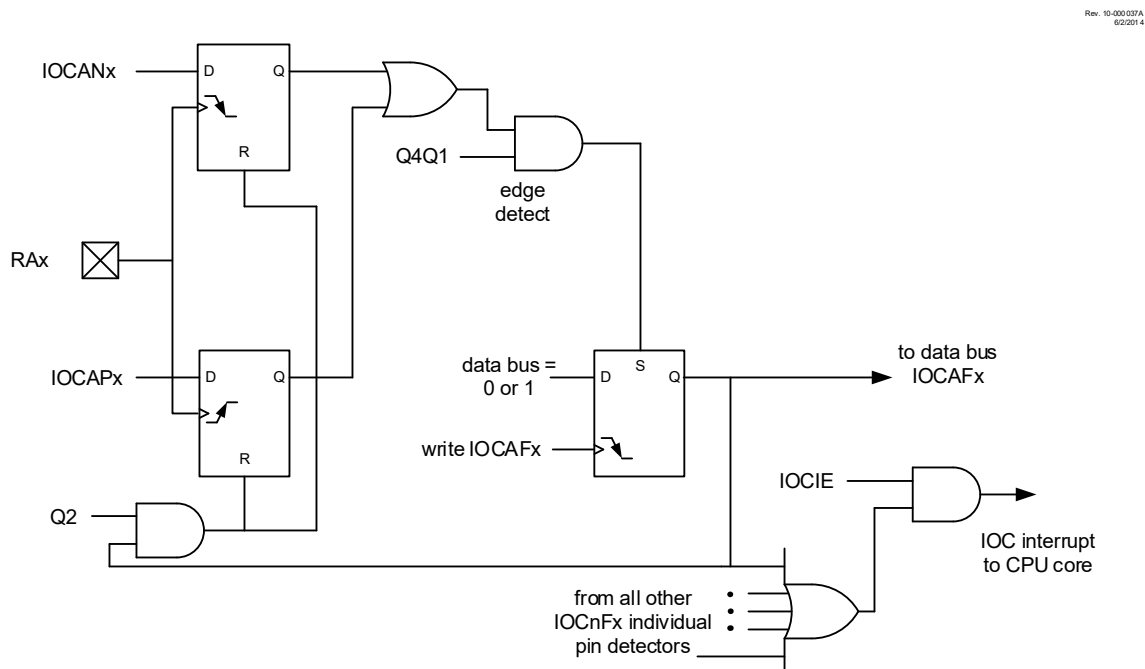 Rev. 10-000037A
6/2/2014
IOCANx
D
Q
R
Q4Q1
edge
detect
RAx
IOCAPx
D
Q
R
data bus =
0 or 1
S
D
Q
to data bus
IOCAFx
write IOCAFx
IOCIE
Q2
IOC interrupt
to CPU core
from all other
IOCnFx individual
pin detectors